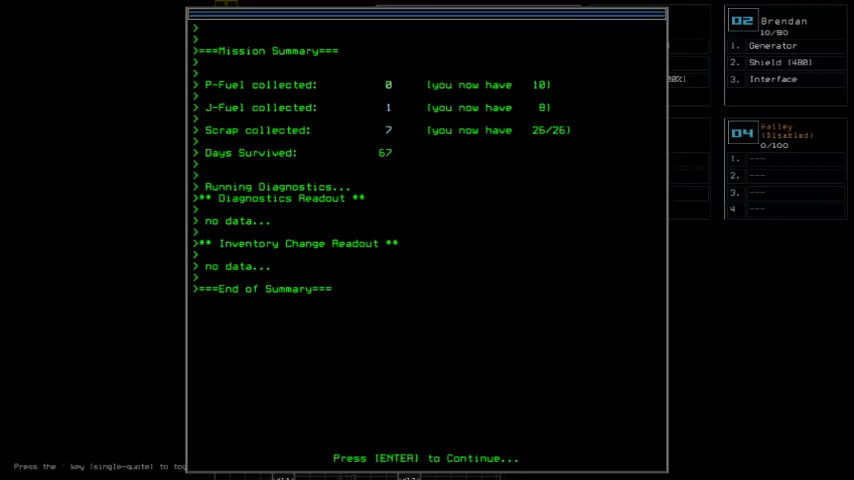 >
>
>===Mission Summary===
>
>
> P-Fuel collected: 0 (you now have 10)
>
> J-Fuel collected: 1 (you now have 8)
>
> Scrap collected: 7 (you now have 26/26)
>
> Days Survived: 67
>
>
> Running Diagnostics...
>** Diagnostics Readout **
>
> no data...
>
>** Inventory Change Readout **
>
> no data...
>
>===End of Summary===
Press [ENTER] to Continue...
02 Brendan
10/90
1. Generator
2. Shield (480)
3. Interface
04 Hailey
(Disabled)
0/100
1. ---
2. ---
3. ---
4 ---
Press the ` key (single-quote) to tog